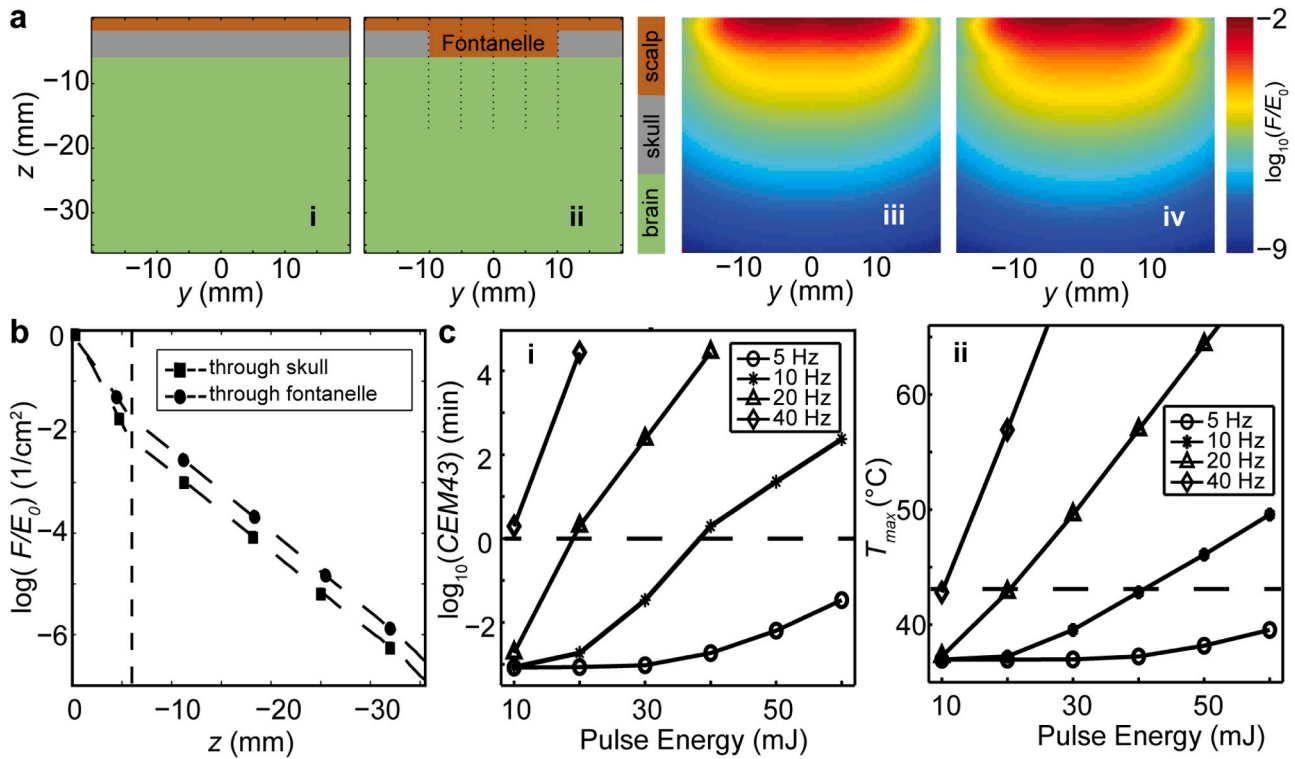 a
z (mm)
−10
−20
−30
Fontanelle
i
ii
scalp
skull
brain
iii
iv
−2
log10(F/E0)
−9
−10 0 10
y (mm)
−10 0 10
y (mm)
−10 0 10
y (mm)
−10 0 10
y (mm)
b
log(F/E0) (1/cm²)
0
−2
−4
−6
through skull
through fontanelle
0 −10 −20 −30
z (mm)
c
i
log10(CEM43) (min)
4
2
0
−2
5 Hz
10 Hz
20 Hz
40 Hz
10 30 50
Pulse Energy (mJ)
ii
Tmax (°C)
60
50
40
5 Hz
10 Hz
20 Hz
40 Hz
10 30 50
Pulse Energy (mJ)